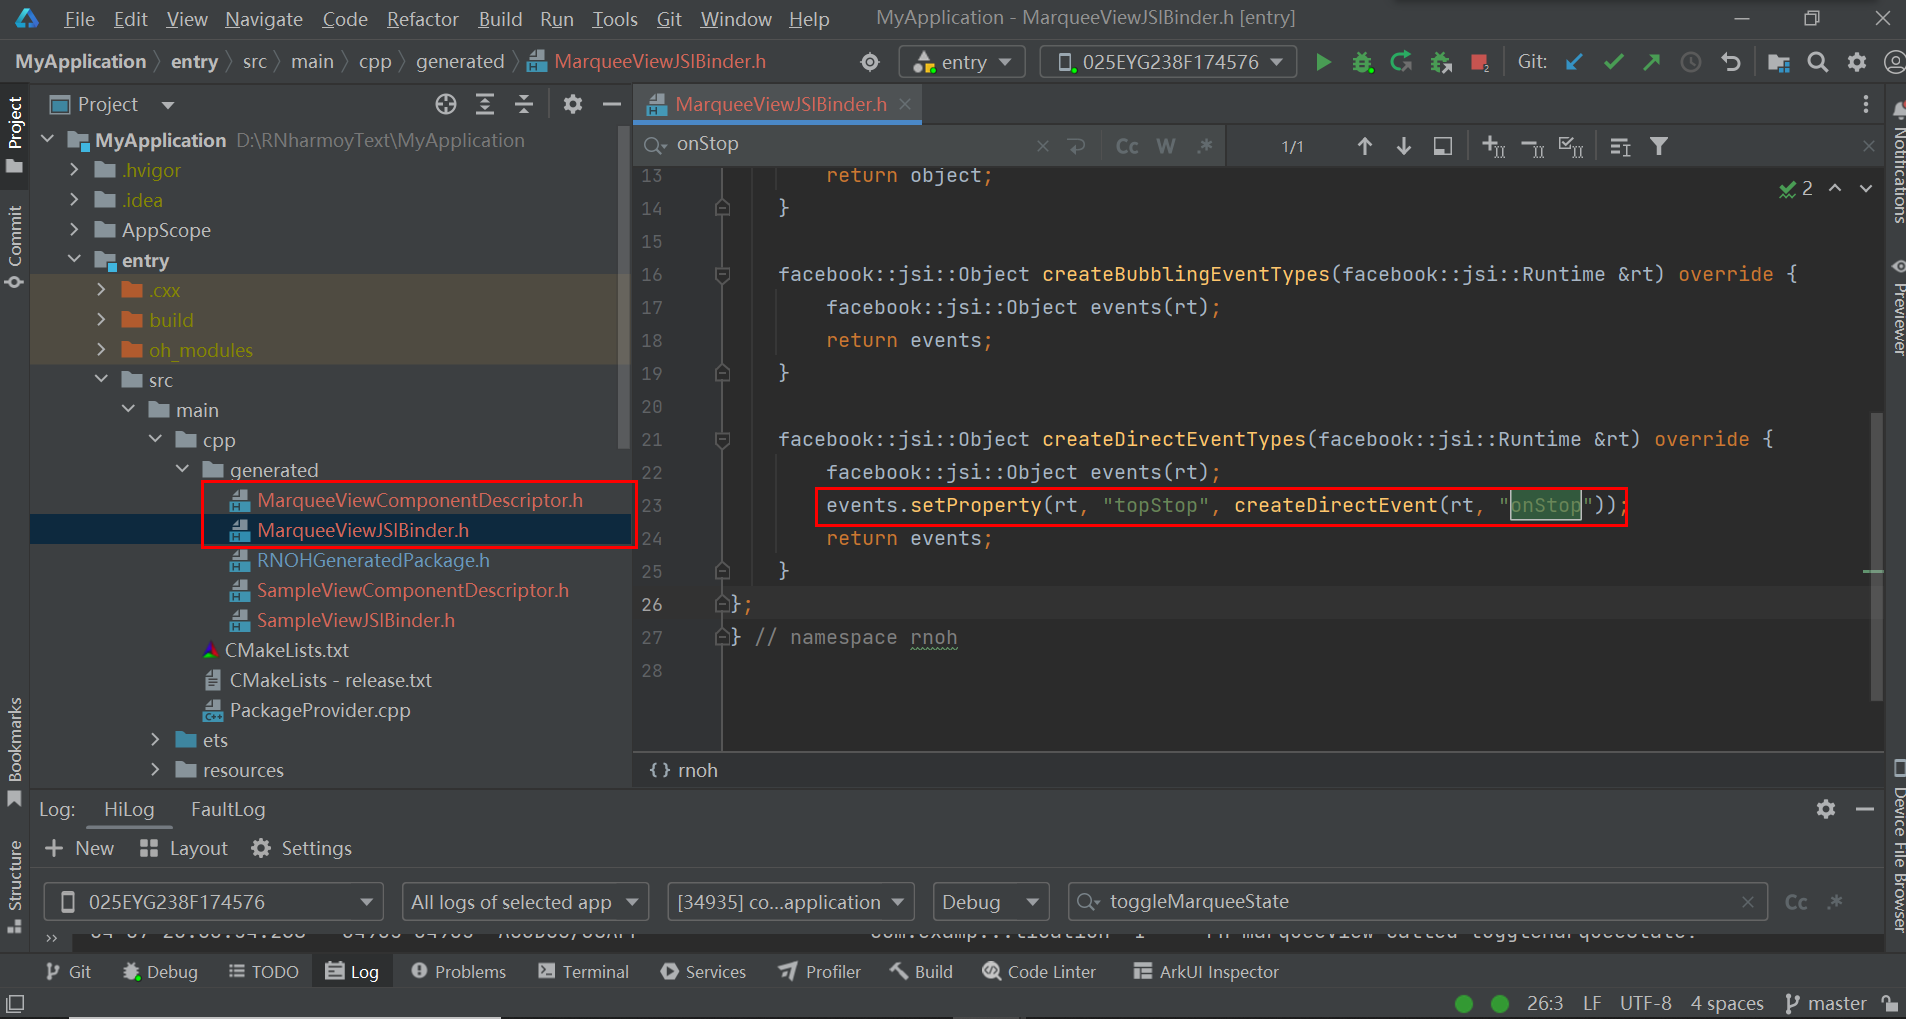 File Edit View Navigate Code Refactor Build Run Tools Git Window Help MyApplication - MarqueeViewJSIBinder.h [entry]
MyApplication entry src main cpp generated MarqueeViewJSIBinder.h entry 025EYG238F174576 Git:
Project
MarqueeViewJSIBinder.h
MyApplication D:\RNharmoyText\MyApplication
onStop Cc W .* 1/1
.hvigor
.idea
AppScope
entry
.cxx
build
oh_modules
src
main
cpp
generated
MarqueeViewComponentDescriptor.h
MarqueeViewJSIBinder.h
RNOHGeneratedPackage.h
SampleViewComponentDescriptor.h
SampleViewJSIBinder.h
CMakeLists.txt
CMakeLists - release.txt
PackageProvider.cpp
ets
resources
2
13 return object;
14 }
15
16 facebook::jsi::Object createBubblingEventTypes(facebook::jsi::Runtime &rt) override {
17 facebook::jsi::Object events(rt);
18 return events;
19 }
20
21 facebook::jsi::Object createDirectEventTypes(facebook::jsi::Runtime &rt) override {
22 facebook::jsi::Object events(rt);
23 events.setProperty(rt, "topStop", createDirectEvent(rt, "onStop"));
24 return events;
25 }
26 };
27 } // namespace rnoh
28
{} rnoh
Project
Commit
Bookmarks
Structure
Notifications
Previewer
Device File Browser
Log: HiLog FaultLog
New Layout Settings
025EYG238F174576 All logs of selected app [34935] co...application Debug toggleMarqueeState Cc .*
Git Debug TODO Log Problems Terminal Services Profiler Build Code Linter ArkUI Inspector
26:3 LF UTF-8 4 spaces master